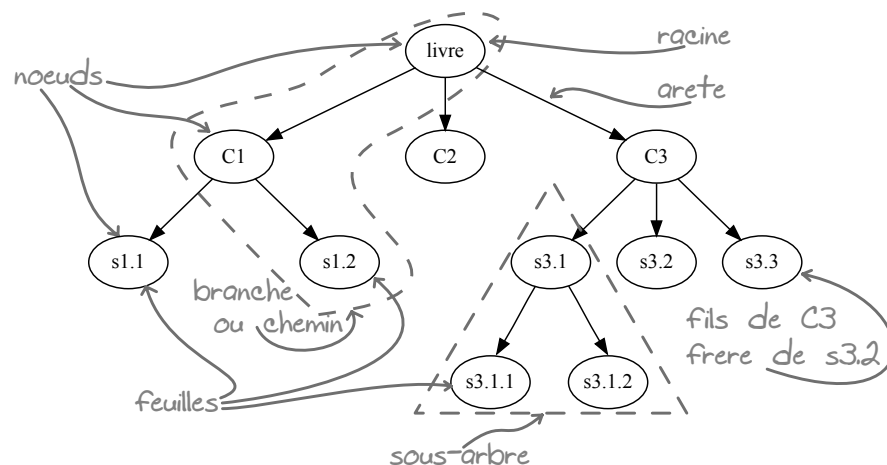 livre
racine
noeuds
arete
C1
C2
C3
s1.1
s1.2
s3.1
s3.2
s3.3
branche
ou chemin
fils de C3
frere de s3.2
s3.1.1
s3.1.2
feuilles
sous-arbre